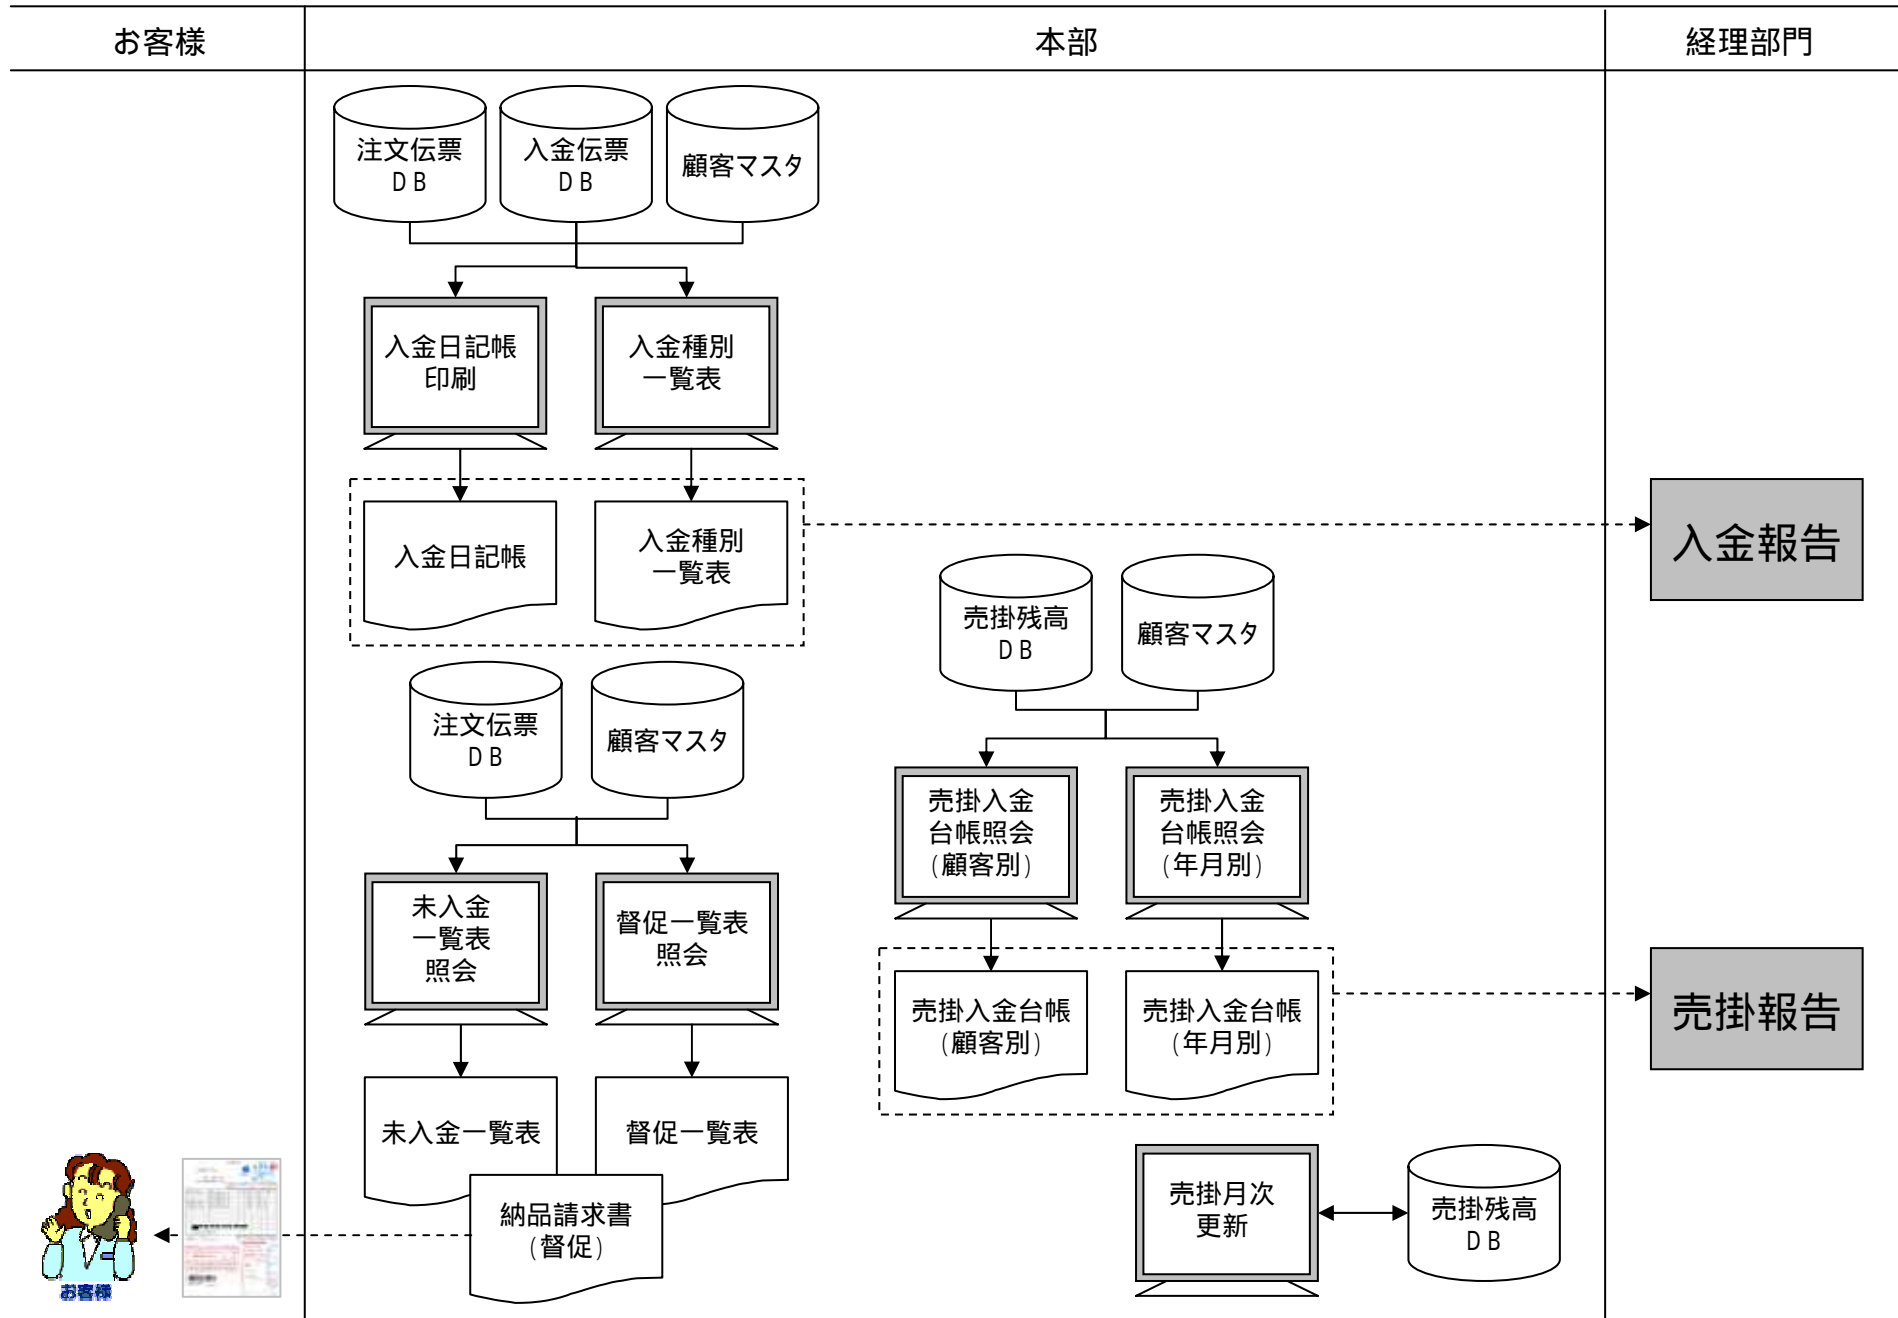 お客様
本部
経理部門
注文伝票
DB
入金伝票
DB
顧客マスタ
入金日記帳
印刷
入金種別
一覧表
入金日記帳
入金種別
一覧表
入金報告
売掛残高
DB
顧客マスタ
注文伝票
DB
顧客マスタ
売掛入金
台帳照会
(顧客別)
売掛入金
台帳照会
(年月別)
未入金
一覧表
照会
督促一覧表
照会
売掛入金台帳
(顧客別)
売掛入金台帳
(年月別)
売掛報告
未入金一覧表
督促一覧表
納品請求書
(督促)
売掛月次
更新
売掛残高
DB
お客様